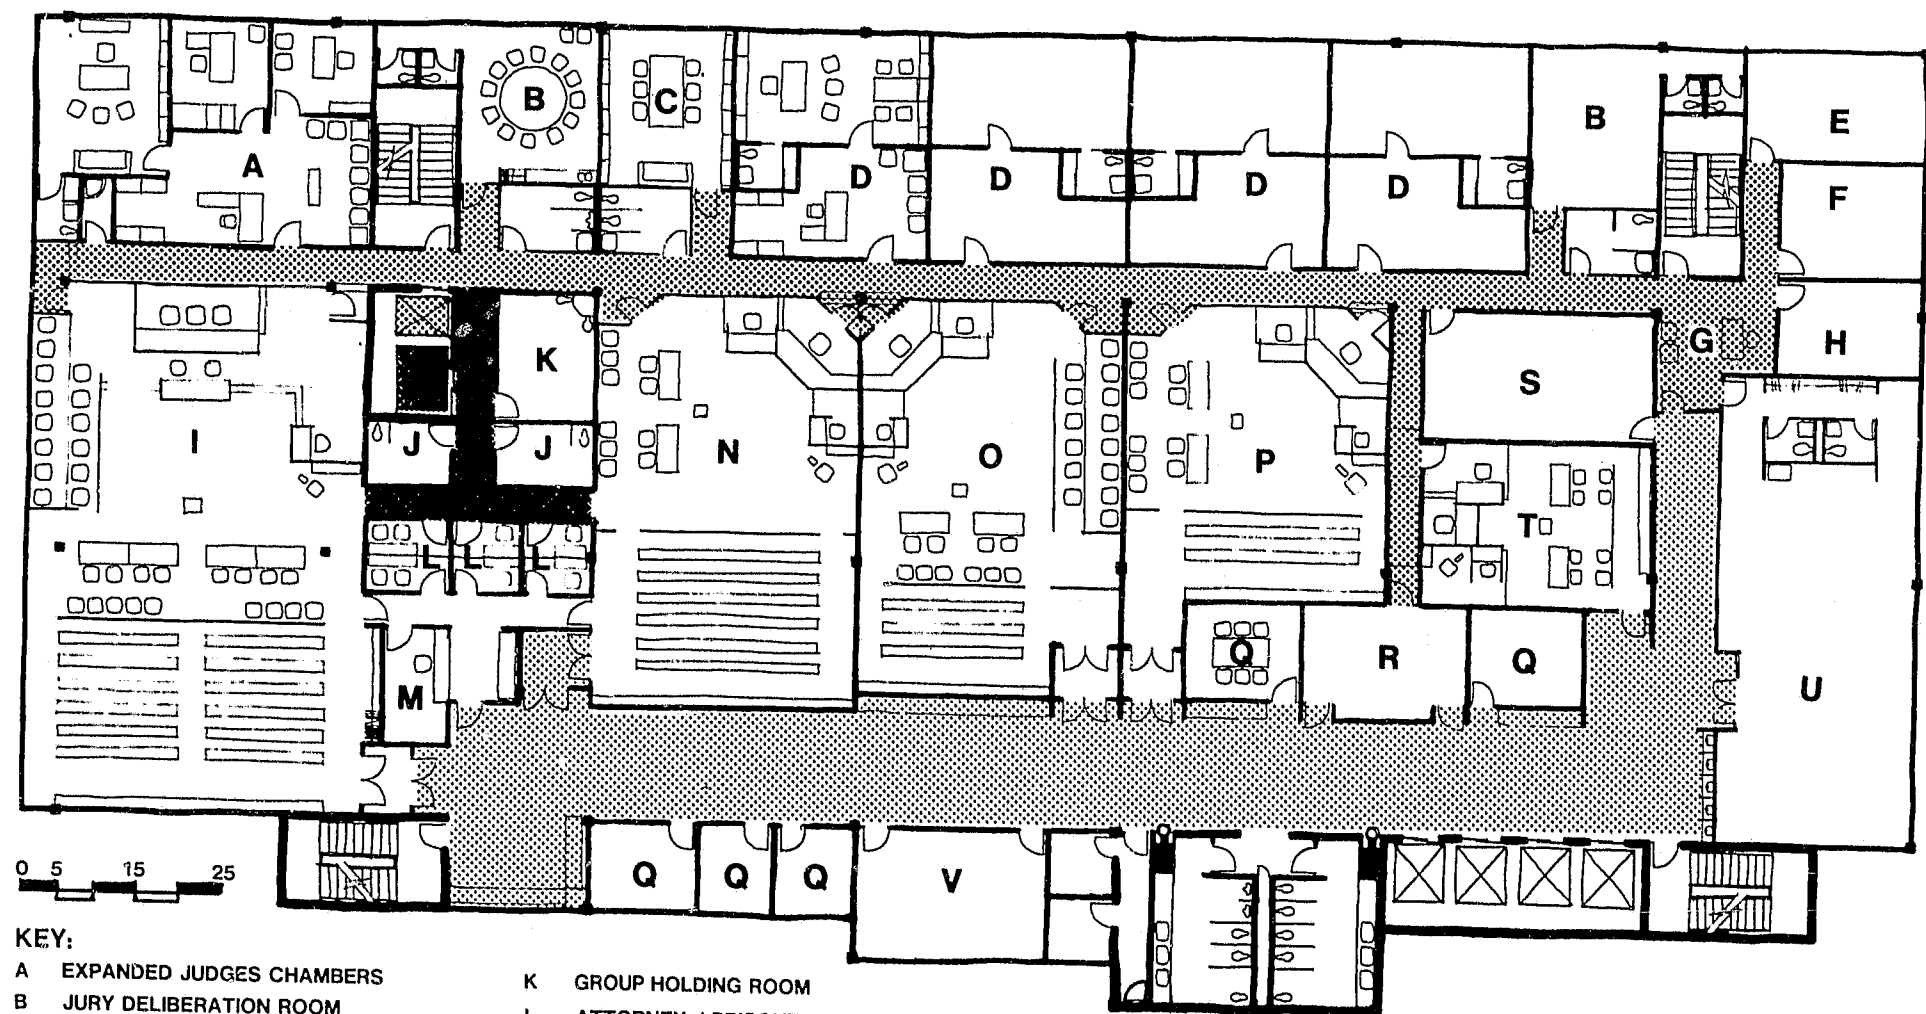 B
C
B
E
A
D
D
D
D
F
G
H
K
S
I
J
J
N
O
P
T
L
L
L
Q
R
Q
M
U
Q
Q
Q
V
0 5 15 25
KEY:
A EXPANDED JUDGES CHAMBERS
B JURY DELIBERATION ROOM
K GROUP HOLDING ROOM